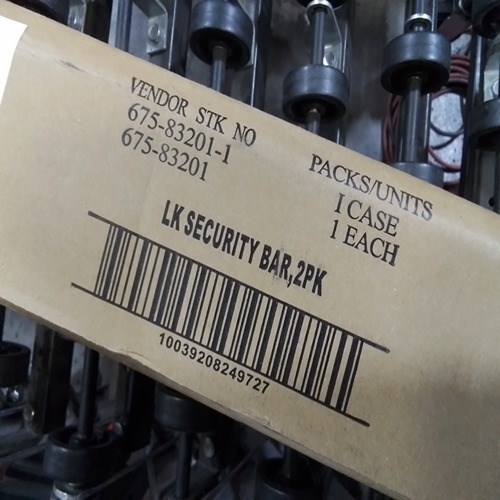 VENDOR STK NO
675-83201-1
675-83201
PACKS/UNITS
1 CASE
1 EACH
LK SECURITY BAR,2PK
10039208249727